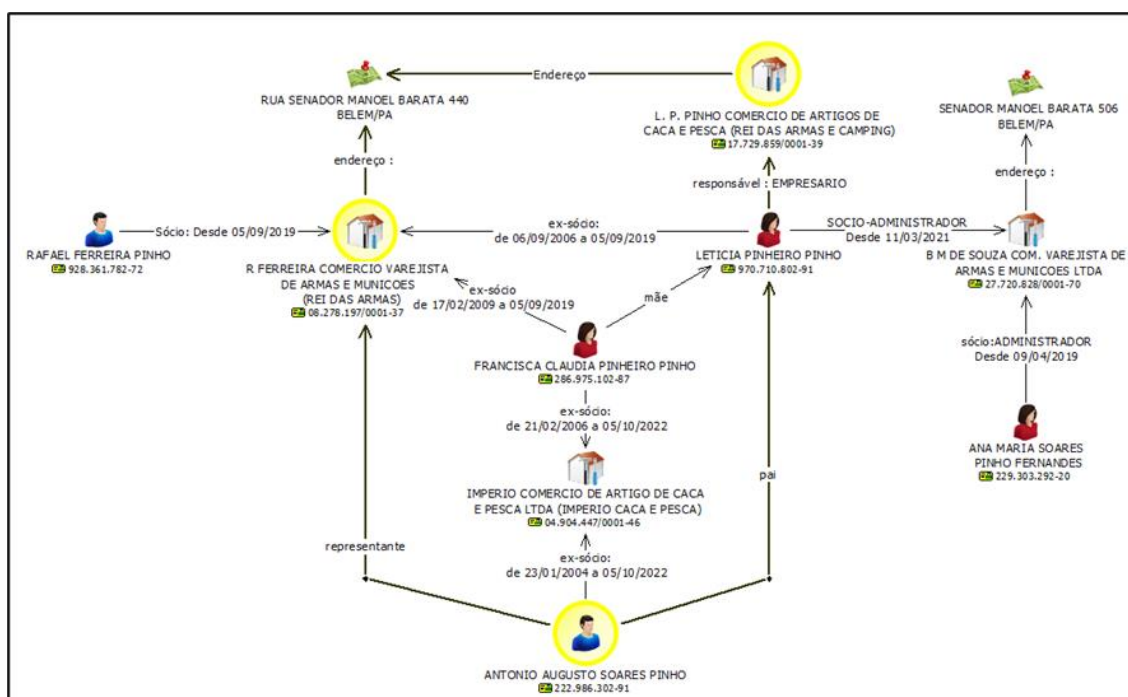 Endereço
RUA SENADOR MANOEL BARATA 440
BELEM/PA
L. P. PINHO COMERCIO DE ARTIGOS DE
CACA E PESCA (REI DAS ARMAS E CAMPING)
17.729.859/0001-39
SENADOR MANOEL BARATA 506
BELEM/PA
endereço :
responsável : EMPRESARIO
endereço :
RAFAEL FERREIRA PINHO
928.361.782-72
Sócio: Desde 05/09/2019
R FERREIRA COMERCIO VAREJISTA
DE ARMAS E MUNICOES
(REI DAS ARMAS)
08.278.197/0001-37
ex-sócio:
de 06/09/2006 a 05/09/2019
LETICIA PINHEIRO PINHO
970.710.802-91
SOCIO-ADMINISTRADOR
Desde 11/03/2021
B M DE SOUZA COM. VAREJISTA DE
ARMAS E MUNICOES LTDA
27.720.828/0001-70
ex-sócio
de 17/02/2009 a 05/09/2019
mãe
FRANCISCA CLAUDIA PINHEIRO PINHO
286.975.102-87
sócio:ADMINISTRADOR
Desde 09/04/2019
ex-sócio:
de 21/02/2006 a 05/10/2022
ANA MARIA SOARES
PINHO FERNANDES
229.303.292-20
IMPERIO COMERCIO DE ARTIGO DE CACA
E PESCA LTDA (IMPERIO CACA E PESCA)
04.904.447/0001-46
pai
representante
ex-sócio:
de 23/01/2004 a 05/10/2022
ANTONIO AUGUSTO SOARES PINHO
222.986.302-91